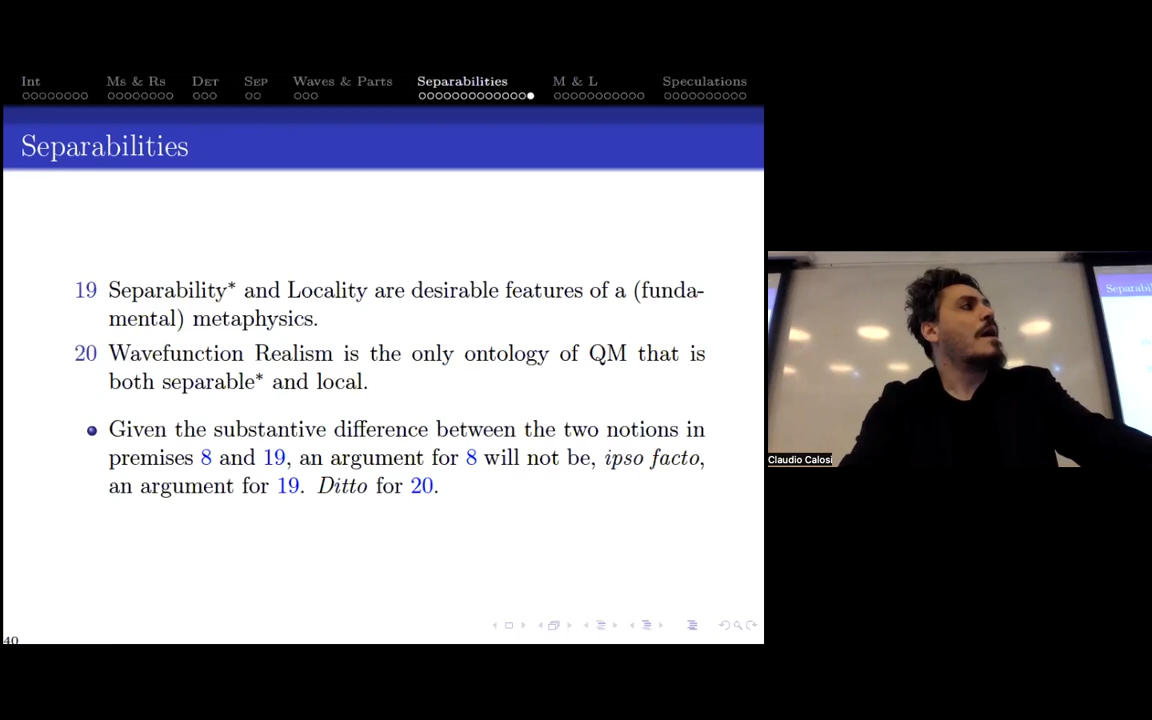 Int Ms & Rs Det Sep Waves & Parts Separabilities M & L Speculations
Separabilities
19 Separability* and Locality are desirable features of a (funda-
mental) metaphysics.
20 Wavefunction Realism is the only ontology of QM that is
both separable* and local.
Given the substantive difference between the two notions in
premises 8 and 19, an argument for 8 will not be, ipso facto,
an argument for 19. Ditto for 20.
40
Separabil
Claudio Calosi